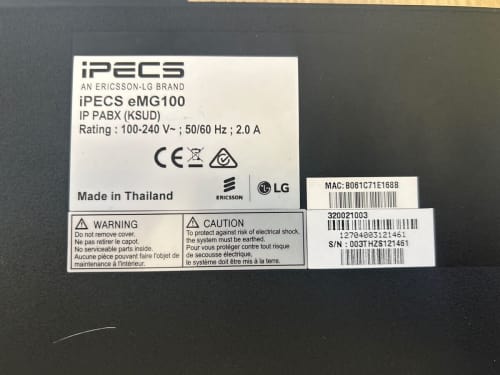 iPECS
AN ERICSSON-LG BRAND
iPECS eMG100
IP PABX (KSUD)
Rating : 100-240 V~ ; 50/60 Hz ; 2.0 A
CE
Made in Thailand
ERICSSON
LG
MAC:B061C71E168B
WARNING
Do not remove cover.
Ne pas retirer le capot.
No serviceable parts inside.
Aucune pièce pouvant faire l'objet de
maintenance à l'intérieur.
CAUTION
To protect against risk of electrical shock,
the system must be earthed.
Pour vous protéger contre tout risque
de secousse électrique,
le système doit être mis à la terre.
320021003
12704003121461
S/N : 003THZS121461